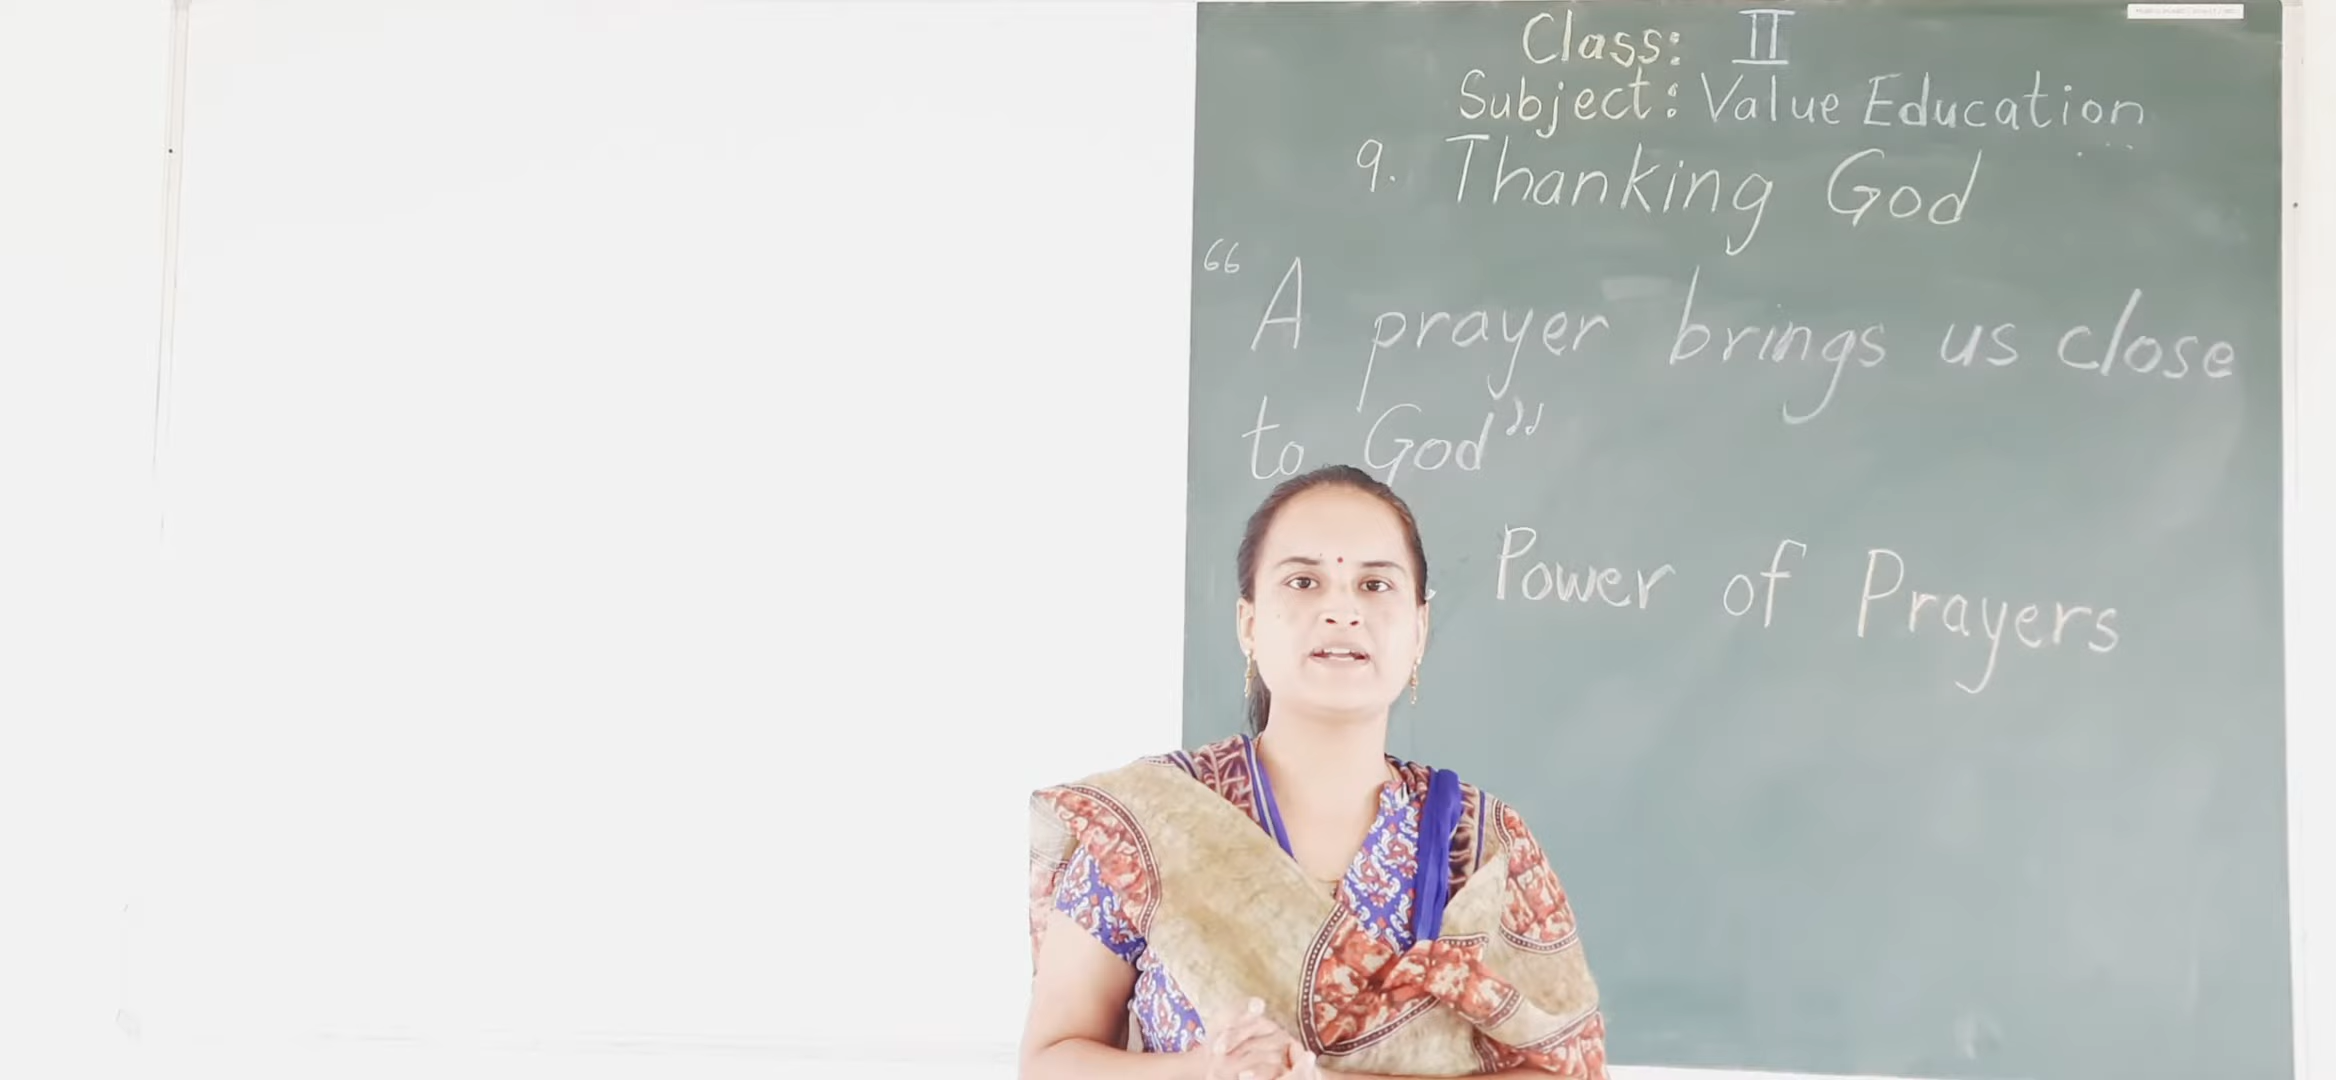 Class: II
Subject: Value Education
9. Thanking God
“ A prayer brings us close
to God”
Power of Prayers